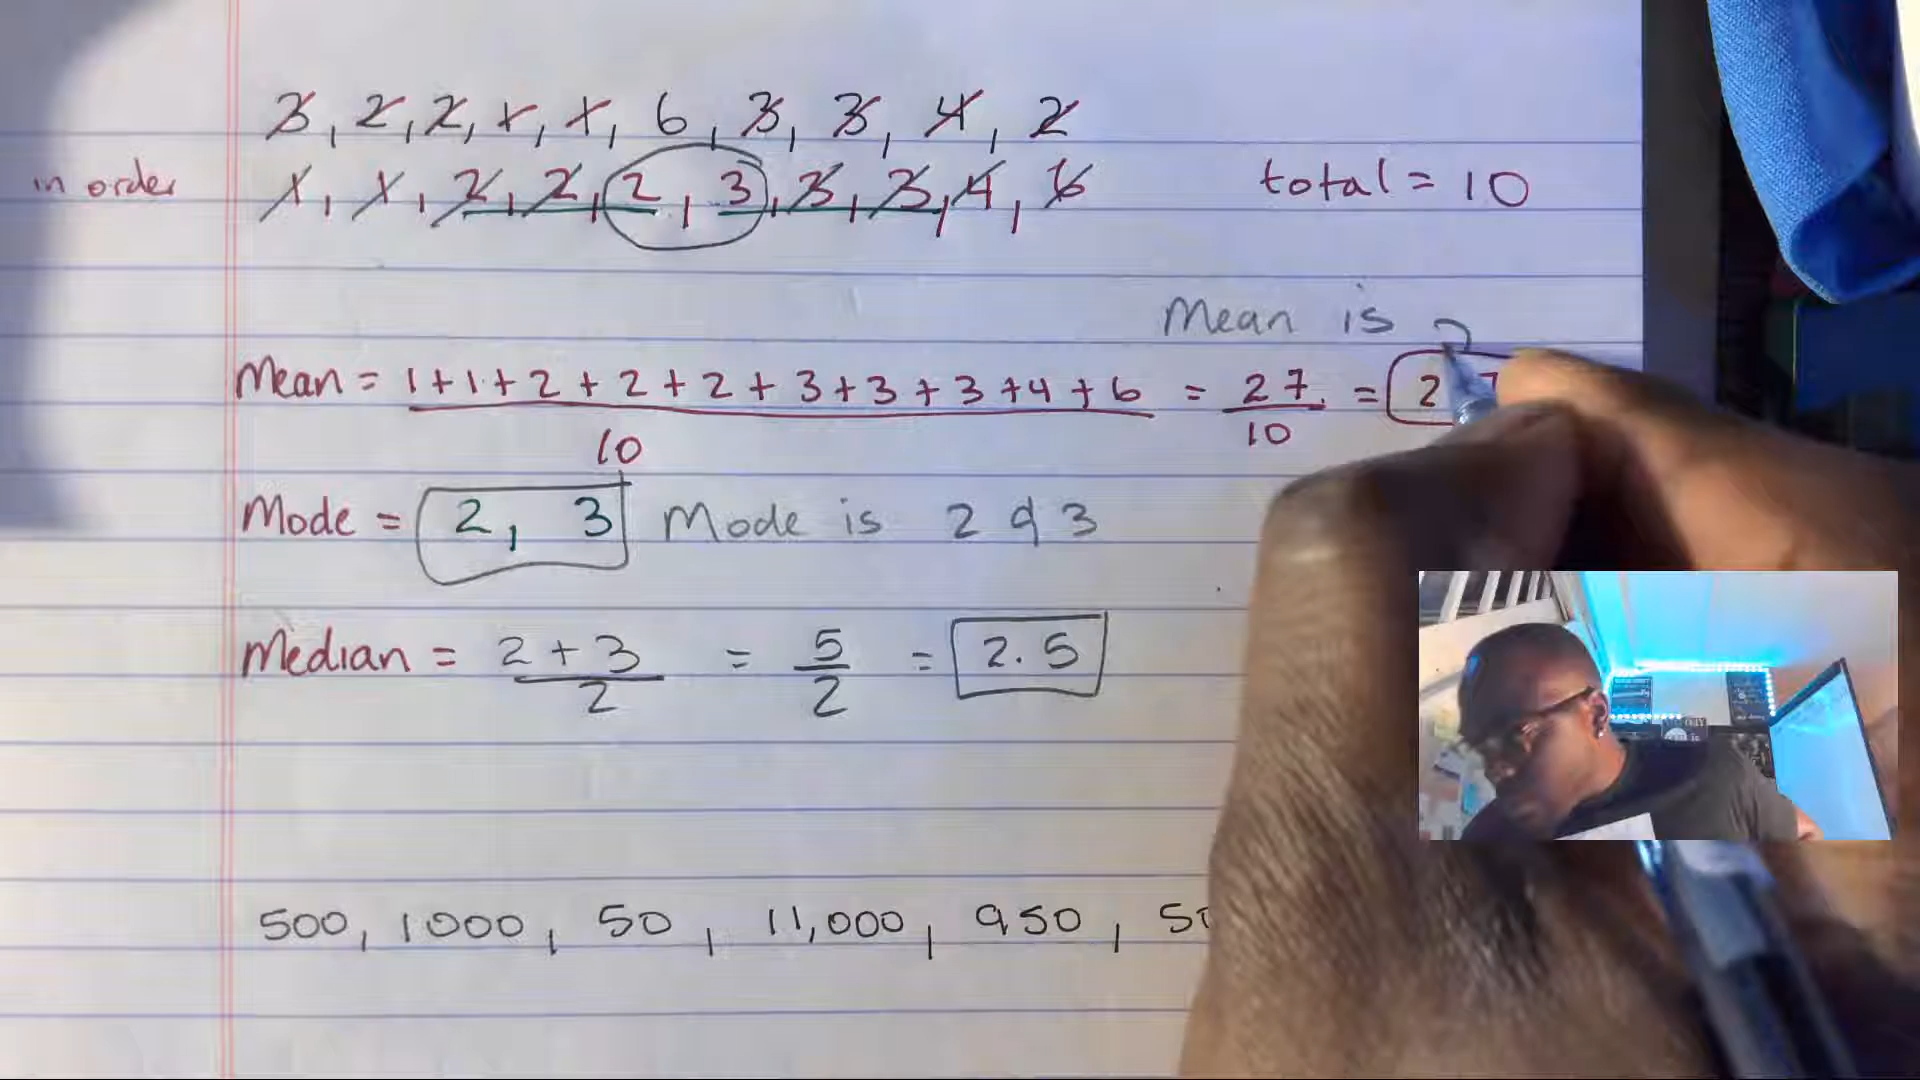 3, 2, 2, 1, 1, 6, 3, 3, 4, 2
in order 1, 1, 2, 2, 2, 3, 3, 3, 4, 6 total = 10
Mean is
Mean = 1+1+2+2+2+3+3+3+4+6 = 27 = 2
10 10
Mode = 2, 3 Mode is 2 & 3
Median = 2+3 = 5 = 2.5
2 2
500, 1000, 50, 11,000, 950,